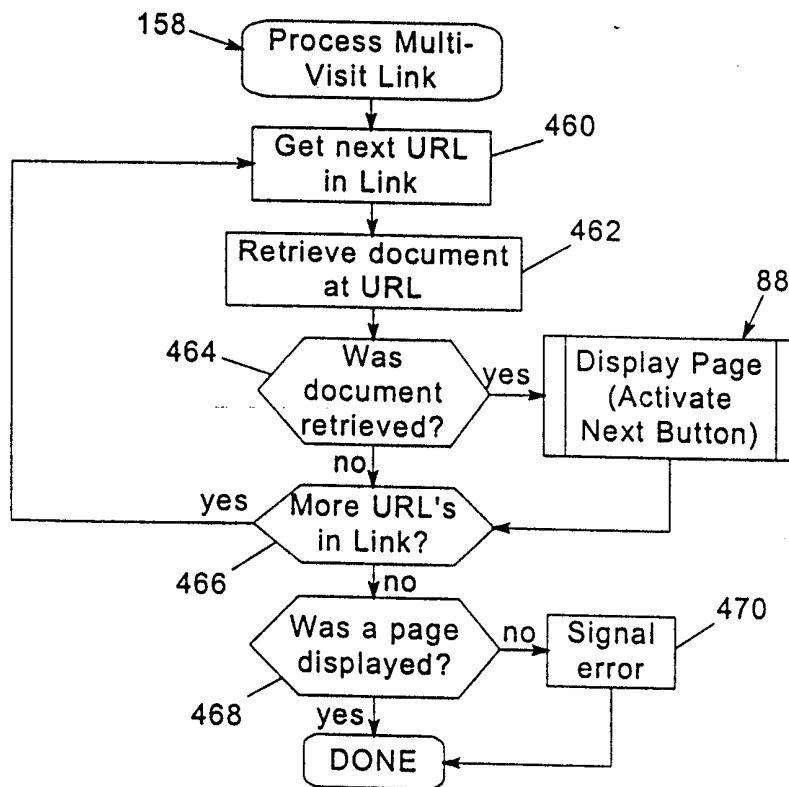 158
Process Multi-
Visit Link
460
Get next URL
in Link
462
Retrieve document
at URL
88
464
Was
document
retrieved?
yes
Display Page
(Activate
Next Button)
no
yes
More URL's
in Link?
466
no
470
Was a page
displayed?
no
Signal
error
468
yes
DONE